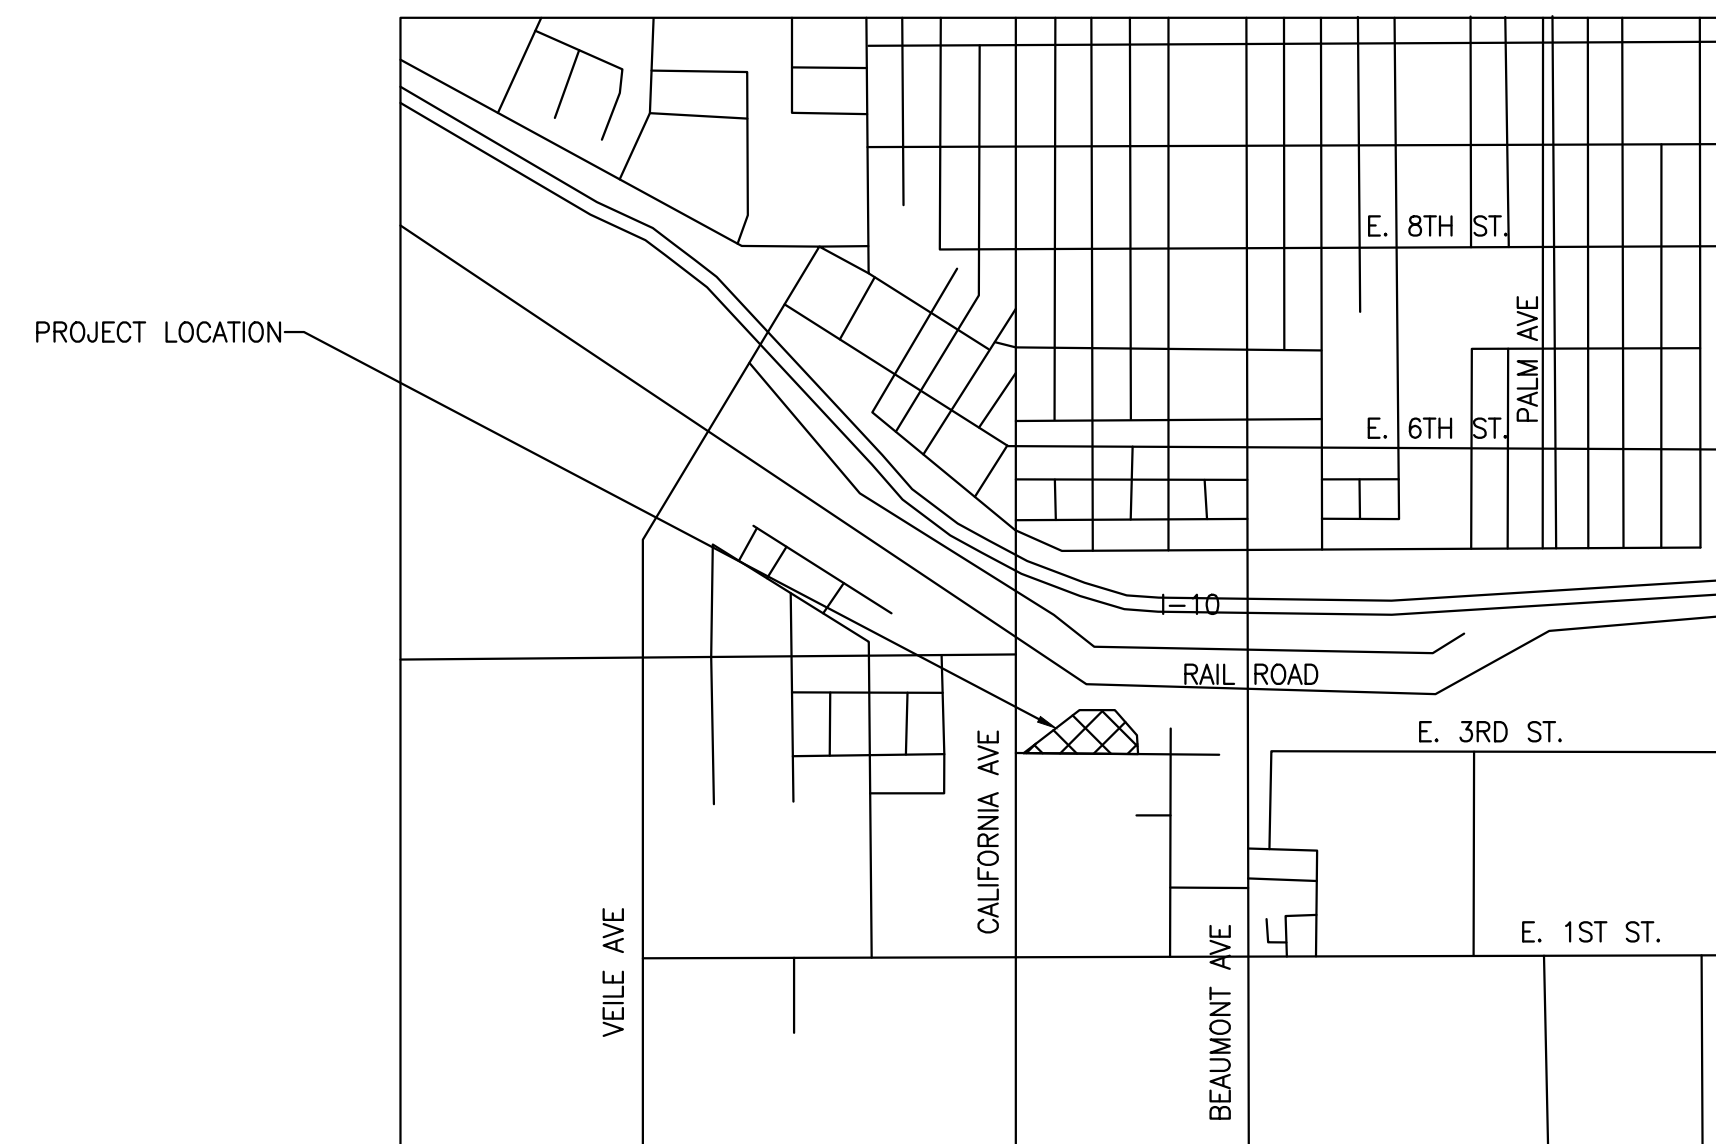 E. 8TH ST.
PALM AVE
PROJECT LOCATION
E. 6TH ST.
I-10
RAIL ROAD
E. 3RD ST.
CALIFORNIA AVE
VEILE AVE
BEAUMONT AVE
E. 1ST ST.